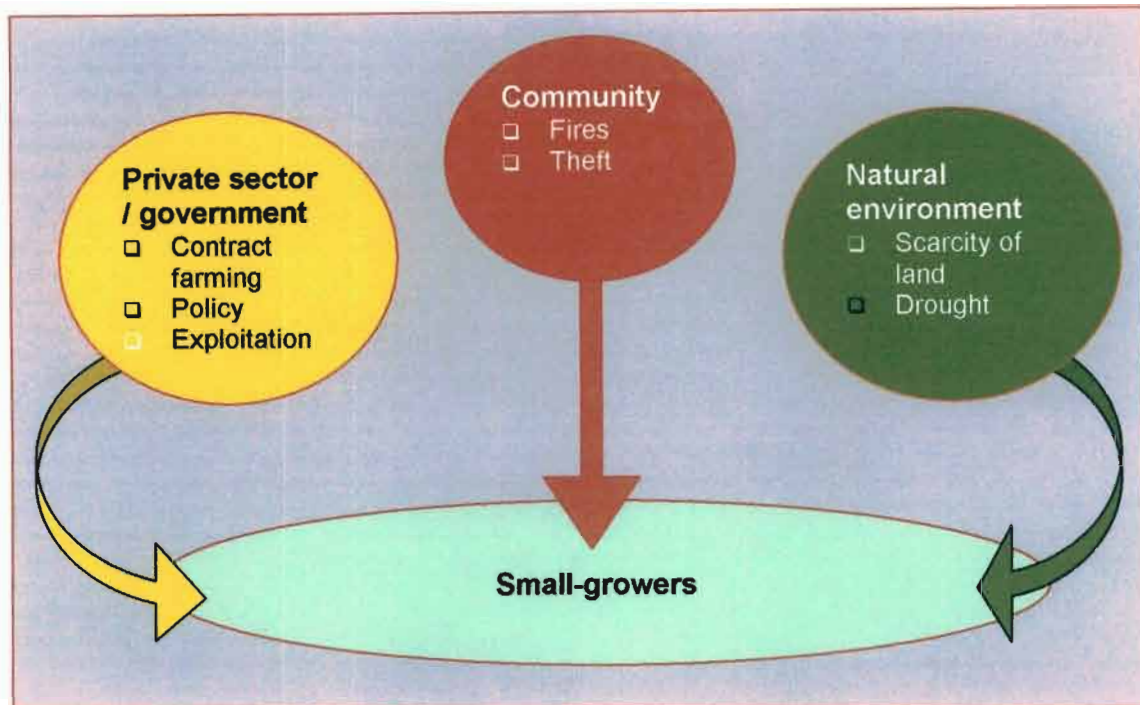 Community
❑ Fires
❑ Theft
Private sector
/ government
❑ Contract
farming
❑ Policy
❑ Exploitation
Natural
environment
❑ Scarcity of
land
❑ Drought
Small-growers